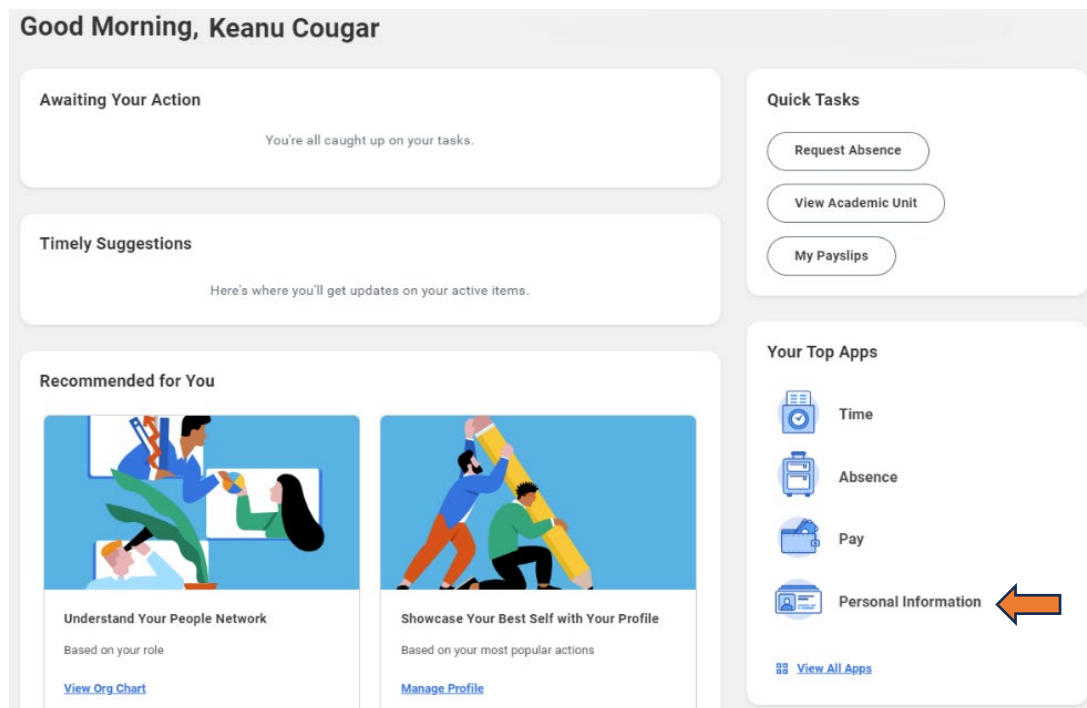 Good Morning, Keanu Cougar
Awaiting Your Action
You're all caught up on your tasks.
Timely Suggestions
Here's where you'll get updates on your active items.
Recommended for You
Understand Your People Network
Based on your role
View Org Chart
Showcase Your Best Self with Your Profile
Based on your most popular actions
Manage Profile
Quick Tasks
Request Absence
View Academic Unit
My Payslips
Your Top Apps
Time
Absence
Pay
Personal Information
View All Apps